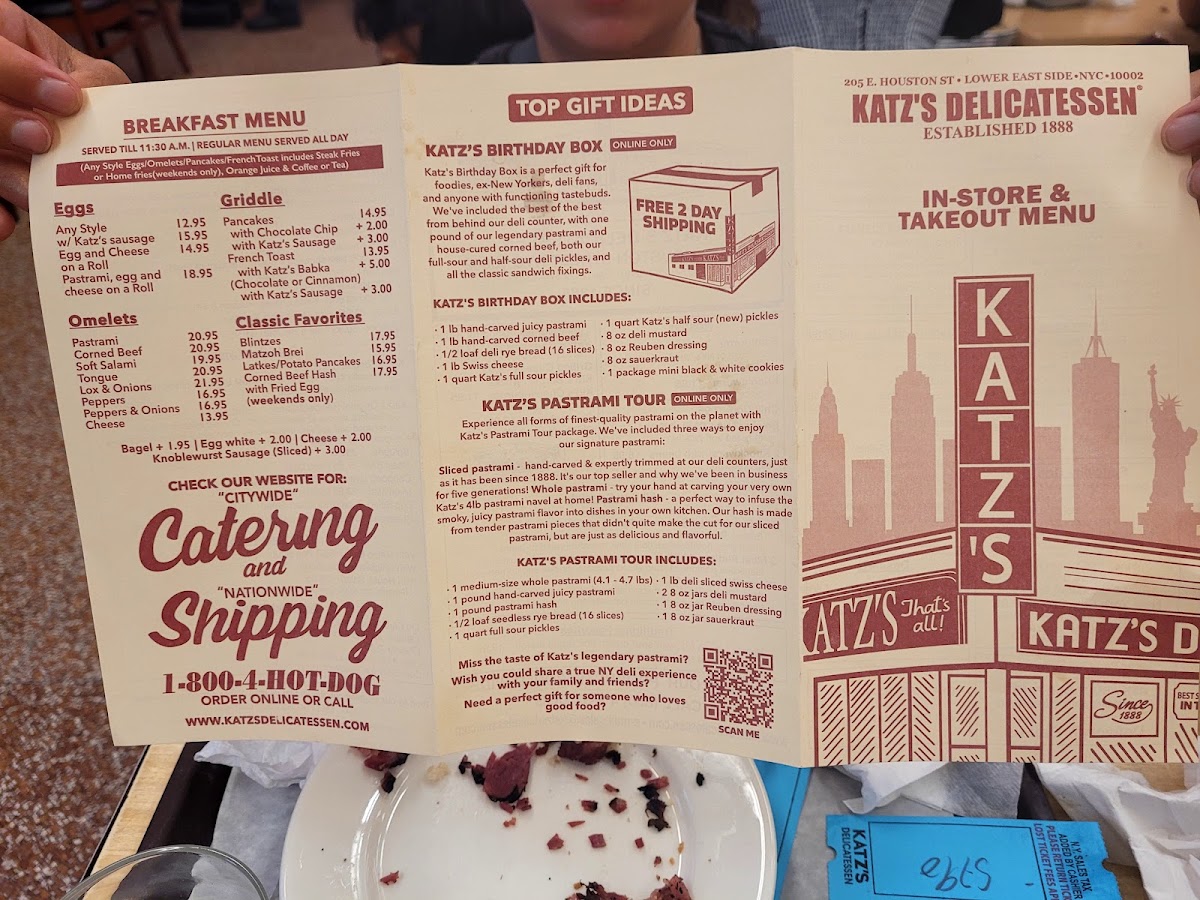 BREAKFAST MENU
SERVED TILL 11:30 A.M. | REGULAR MENU SERVED ALL DAY
(Any Style Eggs/Omelets/Pancakes/FrenchToast includes Steak Fries
or Home fries(weekends only), Orange Juice & Coffee or Tea)
Eggs
Any Style 12.95
w/ Katz's sausage 15.95
Egg and Cheese 14.95
on a Roll
Pastrami, egg and 18.95
cheese on a Roll
Omelets
Pastrami 20.95
Corned Beef 20.95
Soft Salami 19.95
Tongue 20.95
Lox & Onions 21.95
Peppers 16.95
Peppers & Onions 16.95
Cheese 13.95
Griddle
Pancakes 14.95
with Chocolate Chip + 2.00
with Katz's Sausage + 3.00
French Toast 13.95
with Katz's Babka + 5.00
(Chocolate or Cinnamon)
with Katz's Sausage + 3.00
Classic Favorites
Blintzes 17.95
Matzoh Brei 15.95
Latkes/Potato Pancakes 16.95
Corned Beef Hash 17.95
with Fried Egg
(weekends only)
Bagel + 1.95 | Egg white + 2.00 | Cheese + 2.00
Knoblewurst Sausage (Sliced) + 3.00
CHECK OUR WEBSITE FOR:
"CITYWIDE"
Catering
and
"NATIONWIDE"
Shipping
1-800-4-HOT-DOG
ORDER ONLINE OR CALL
WWW.KATZSDELICATESSEN.COM
TOP GIFT IDEAS
KATZ'S BIRTHDAY BOX ONLINE ONLY
Katz's Birthday Box is a perfect gift for
foodies, ex-New Yorkers, deli fans,
and anyone with functioning tastebuds.
We've included the best of the best
from behind our deli counter, with one
pound of our legendary pastrami and
house-cured corned beef, both our
full-sour and half-sour deli pickles, and
all the classic sandwich fixings.
FREE 2 DAY
SHIPPING
KATZ'S BIRTHDAY BOX INCLUDES:
· 1 lb hand-carved juicy pastrami
· 1 lb hand-carved corned beef
· 1/2 loaf deli rye bread (16 slices)
· 1 lb Swiss cheese
· 1 quart Katz's full sour pickles
· 1 quart Katz's half sour (new) pickles
· 8 oz deli mustard
· 8 oz Reuben dressing
· 8 oz sauerkraut
· 1 package mini black & white cookies
KATZ'S PASTRAMI TOUR ONLINE ONLY
Experience all forms of finest-quality pastrami on the planet with
Katz's Pastrami Tour package. We've included three ways to enjoy
our signature pastrami:
Sliced pastrami - hand-carved & expertly trimmed at our deli counters, just
as it has been since 1888. It's our top seller and why we've been in business
for five generations! Whole pastrami - try your hand at carving your very own
Katz's 4lb pastrami navel at home! Pastrami hash - a perfect way to infuse the
smoky, juicy pastrami flavor into dishes in your own kitchen. Our hash is made
from tender pastrami pieces that didn't quite make the cut for our sliced
pastrami, but are just as delicious and flavorful.
KATZ'S PASTRAMI TOUR INCLUDES:
· 1 medium-size whole pastrami (4.1 - 4.7 lbs)
· 1 pound hand-carved juicy pastrami
· 1 pound pastrami hash
· 1/2 loaf seedless rye bread (16 slices)
· 1 quart full sour pickles
· 1 lb deli sliced swiss cheese
· 2 8 oz jars deli mustard
· 1 8 oz jar Reuben dressing
· 1 8 oz jar sauerkraut
Miss the taste of Katz's legendary pastrami?
Wish you could share a true NY deli experience
with your family and friends?
Need a perfect gift for someone who loves
good food?
SCAN ME
205 E. HOUSTON ST • LOWER EAST SIDE • NYC • 10002
KATZ'S DELICATESSEN®
ESTABLISHED 1888
IN-STORE &
TAKEOUT MENU
KATZ'S
KATZ'S That's all!
KATZ'S D
Since 1888
BEST S
INT
KATZ'S
DELICATESSEN
N.Y. SALES TAX
ADDED BY CASHIER
PLEASE RETURN TICK
LOST TICKET FEES AP